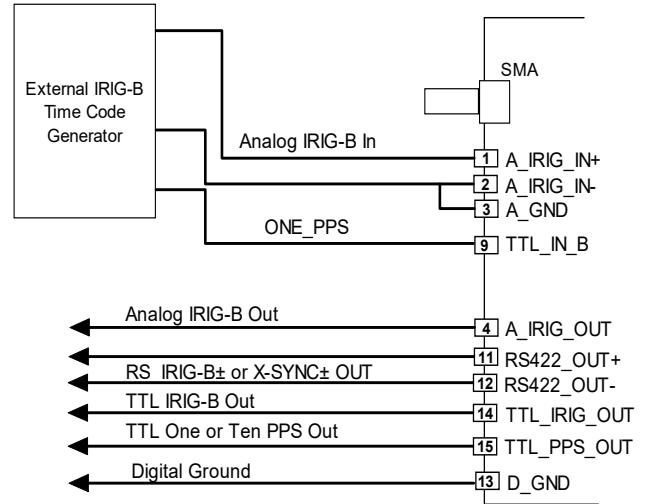 External IRIG-B
Time Code
Generator
SMA
Analog IRIG-B In
1 A_IRIG_IN+
2 A_IRIG_IN-
3 A_GND
ONE_PPS
9 TTL_IN_B
Analog IRIG-B Out
4 A_IRIG_OUT
11 RS422_OUT+
RS IRIG-B± or X-SYNC± OUT
12 RS422_OUT-
TTL IRIG-B Out
14 TTL_IRIG_OUT
TTL One or Ten PPS Out
15 TTL_PPS_OUT
Digital Ground
13 D_GND